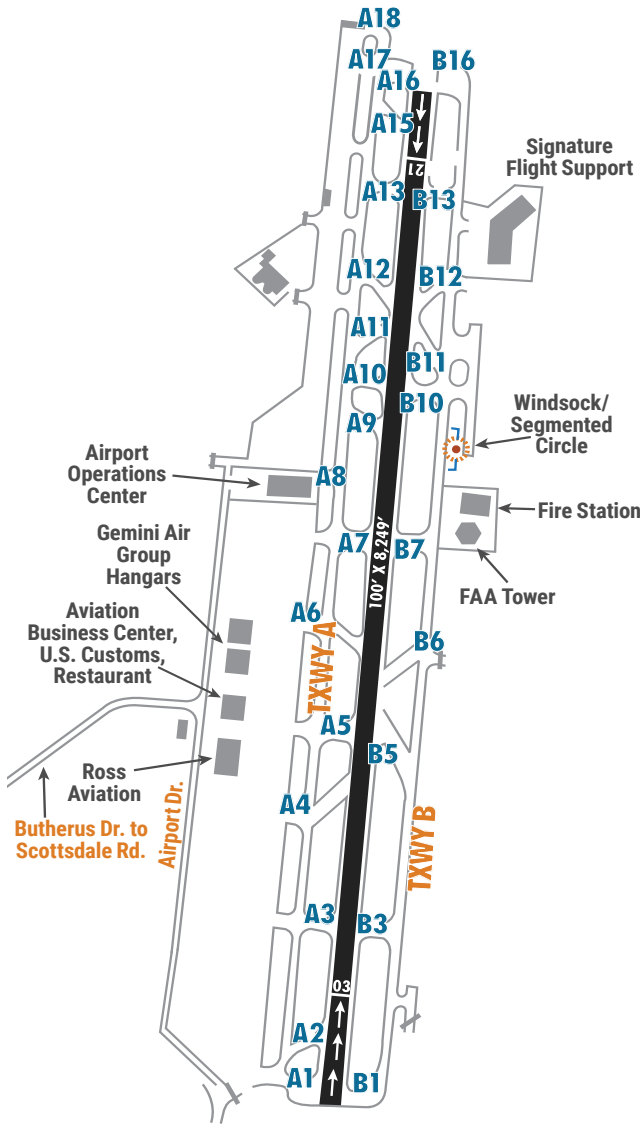 A18
A17
B16
A16
A15
Signature
Flight Support
21
A13
B13
A12
B12
A11
B11
A10
B10
A9
Windsock/
Segmented
Circle
Airport
Operations
Center
A8
Fire Station
Gemini Air
Group
Hangars
A7
B7
100' X 8,249'
FAA Tower
Aviation
Business Center,
U.S. Customs,
Restaurant
A6
TXWY A
B6
A5
B5
Ross
Aviation
A4
Butherus Dr. to
Scottsdale Rd.
Airport Dr.
TXWY B
A3
B3
03
A2
A1
B1